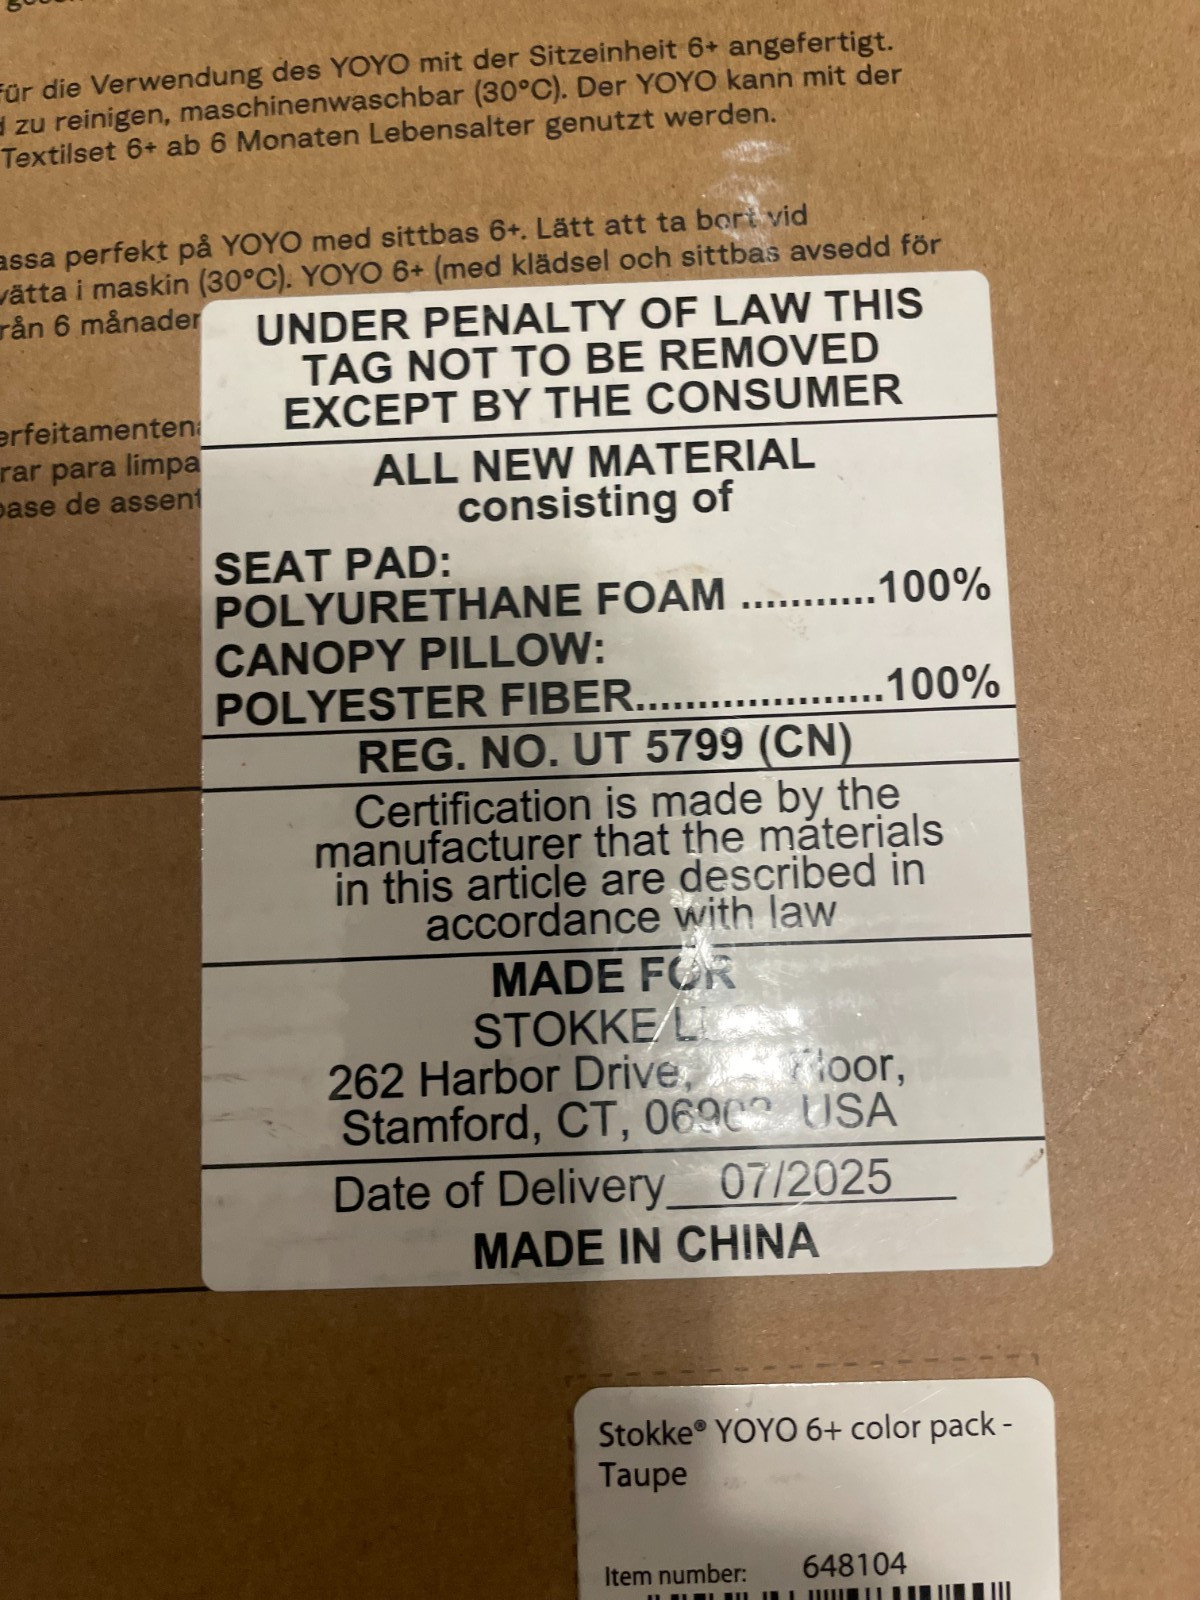 für die Verwendung des YOYO mit der Sitzeinheit 6+ angefertigt.
zu reinigen, maschinenwaschbar (30°C). Der YOYO kann mit der
Textilset 6+ ab 6 Monaten Lebensalter genutzt werden.
perfekt på YOYO med sittbas 6+. Lätt att ta bort vid
i maskin (30°C). YOYO 6+ (med klädsel och sittbas avsedd för
6 månader
rar para limpa
de assent
UNDER PENALTY OF LAW THIS
TAG NOT TO BE REMOVED
EXCEPT BY THE CONSUMER
ALL NEW MATERIAL
consisting of
SEAT PAD:
POLYURETHANE FOAM ...........100%
CANOPY PILLOW:
POLYESTER FIBER....................100%
REG. NO. UT 5799 (CN)
Certification is made by the
manufacturer that the materials
in this article are described in
accordance with law
MADE FOR
STOKKE
262 Harbor Drive, Floor,
Stamford, CT, USA
Date of Delivery 07/2025
MADE IN CHINA
Stokke® YOYO 6+ color pack -
Taupe
Item number: 648104